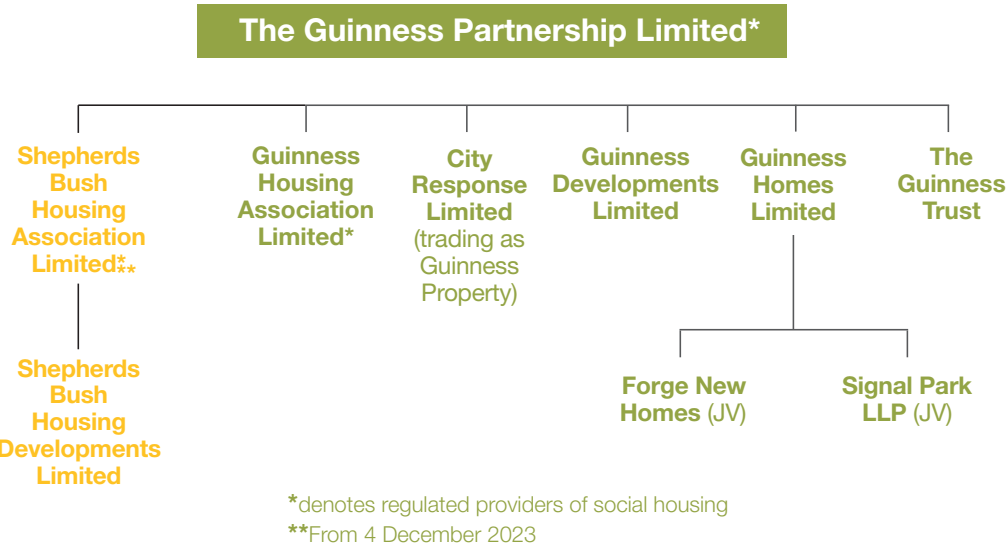 The Guinness Partnership Limited*
Shepherds
Bush
Housing
Association
Limited***
Guinness
Housing
Association
Limited*
City
Response
Limited
(trading as
Guinness
Property)
Guinness
Developments
Limited
Guinness
Homes
Limited
The
Guinness
Trust
Shepherds
Bush
Housing
Developments
Limited
Forge New
Homes (JV)
Signal Park
LLP (JV)
*denotes regulated providers of social housing
**From 4 December 2023